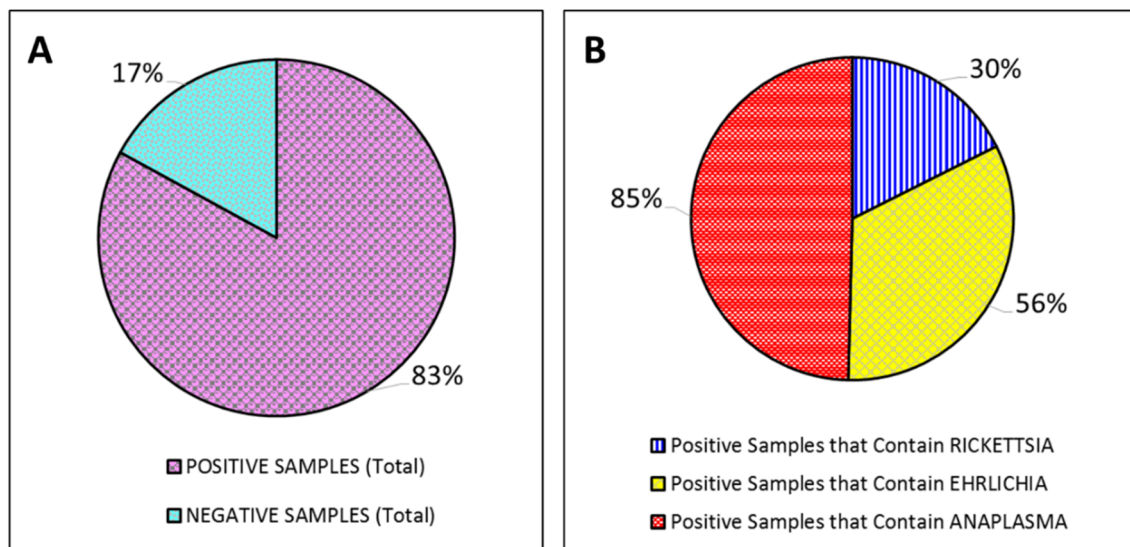 A
17%
83%
POSITIVE SAMPLES (Total)
NEGATIVE SAMPLES (Total)
B
30%
85%
56%
Positive Samples that Contain RICKETTSIA
Positive Samples that Contain EHRLICHIA
Positive Samples that Contain ANAPLASMA